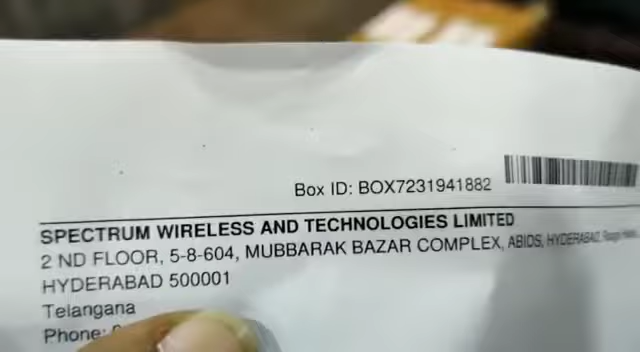 Box ID: BOX7231941882
SPECTRUM WIRELESS AND TECHNOLOGIES LIMITED
2 ND FLOOR, 5-8-604, MUBBARAK BAZAR COMPLEX, ABIDS, HYDERABAD,
HYDERABAD 500001
Telangana
Phone: